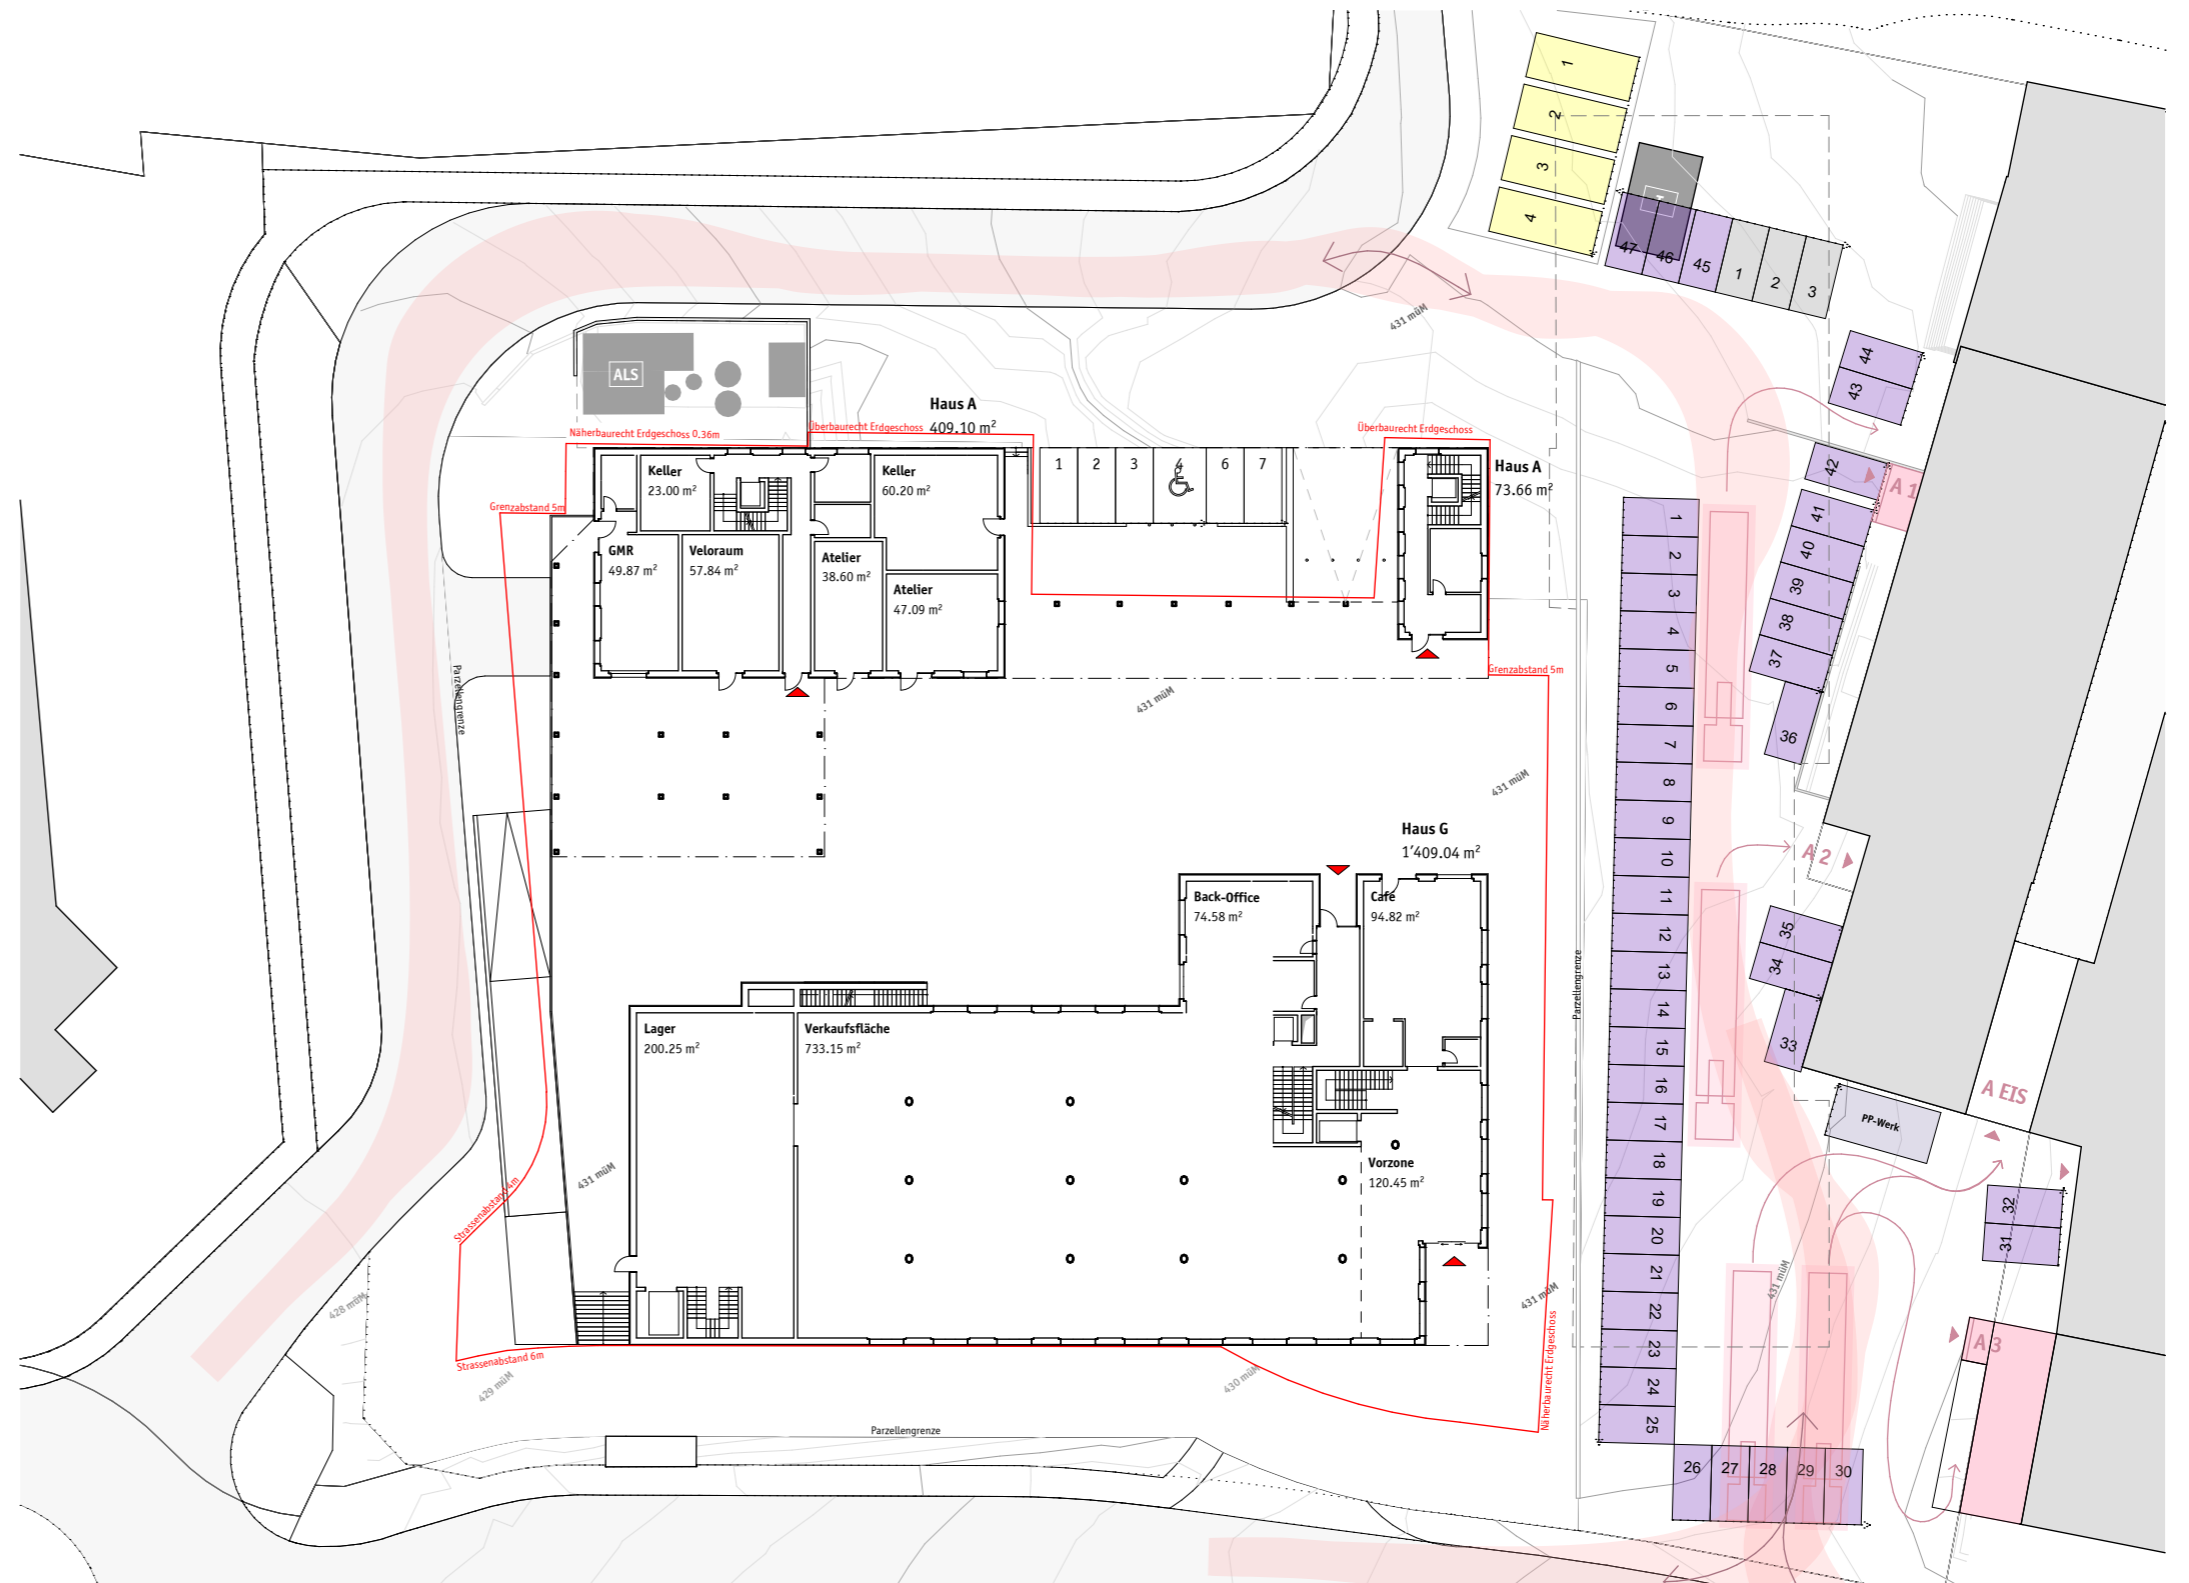 1
2
3
4
47
46
45
1
2
3
431 müM
44
43
ALS
Haus A
409.10 m²
Näherbaurecht Erdgeschoss 0.36m
Überbaurecht Erdgeschoss
Überbaurecht Erdgeschoss
Haus A
73.66 m²
Keller
23.00 m²
Keller
60.20 m²
1
2
3
4
6
7
42
A 1
Grenzabstand 5m
GMR
49.87 m²
Veloraum
57.84 m²
Atelier
38.60 m²
Atelier
47.09 m²
41
40
39
38
37
36
Grenzabstand 5m
Parzellengrenze
431 müM
431 müM
1
2
3
4
5
6
7
8
9
10
11
12
13
14
15
16
17
18
19
20
21
22
23
24
25
Haus G
1'409.04 m²
A 2
Back-Office
74.58 m²
Café
94.82 m²
35
34
33
Parzellengrenze
Lager
200.25 m²
Verkaufsfläche
733.15 m²
A EIS
PP-Werk
Vorzone
120.45 m²
431 müM
Strassenabstand 4m
32
31
431 müM
431 müM
428 müM
A 3
Strassenabstand 6m
429 müM
430 müM
Näherbaurecht Erdgeschoss
Parzellengrenze
26
27
28
29
30